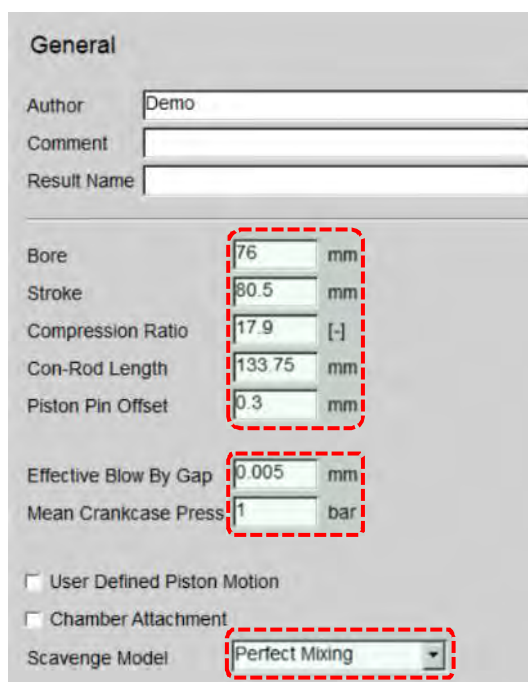 General
Author Demo
Comment
Result Name
Bore 76 mm
Stroke 80.5 mm
Compression Ratio 17.9 [-]
Con-Rod Length 133.75 mm
Piston Pin Offset 0.3 mm
Effective Blow By Gap 0.005 mm
Mean Crankcase Press 1 bar
User Defined Piston Motion
Chamber Attachment
Scavenge Model Perfect Mixing